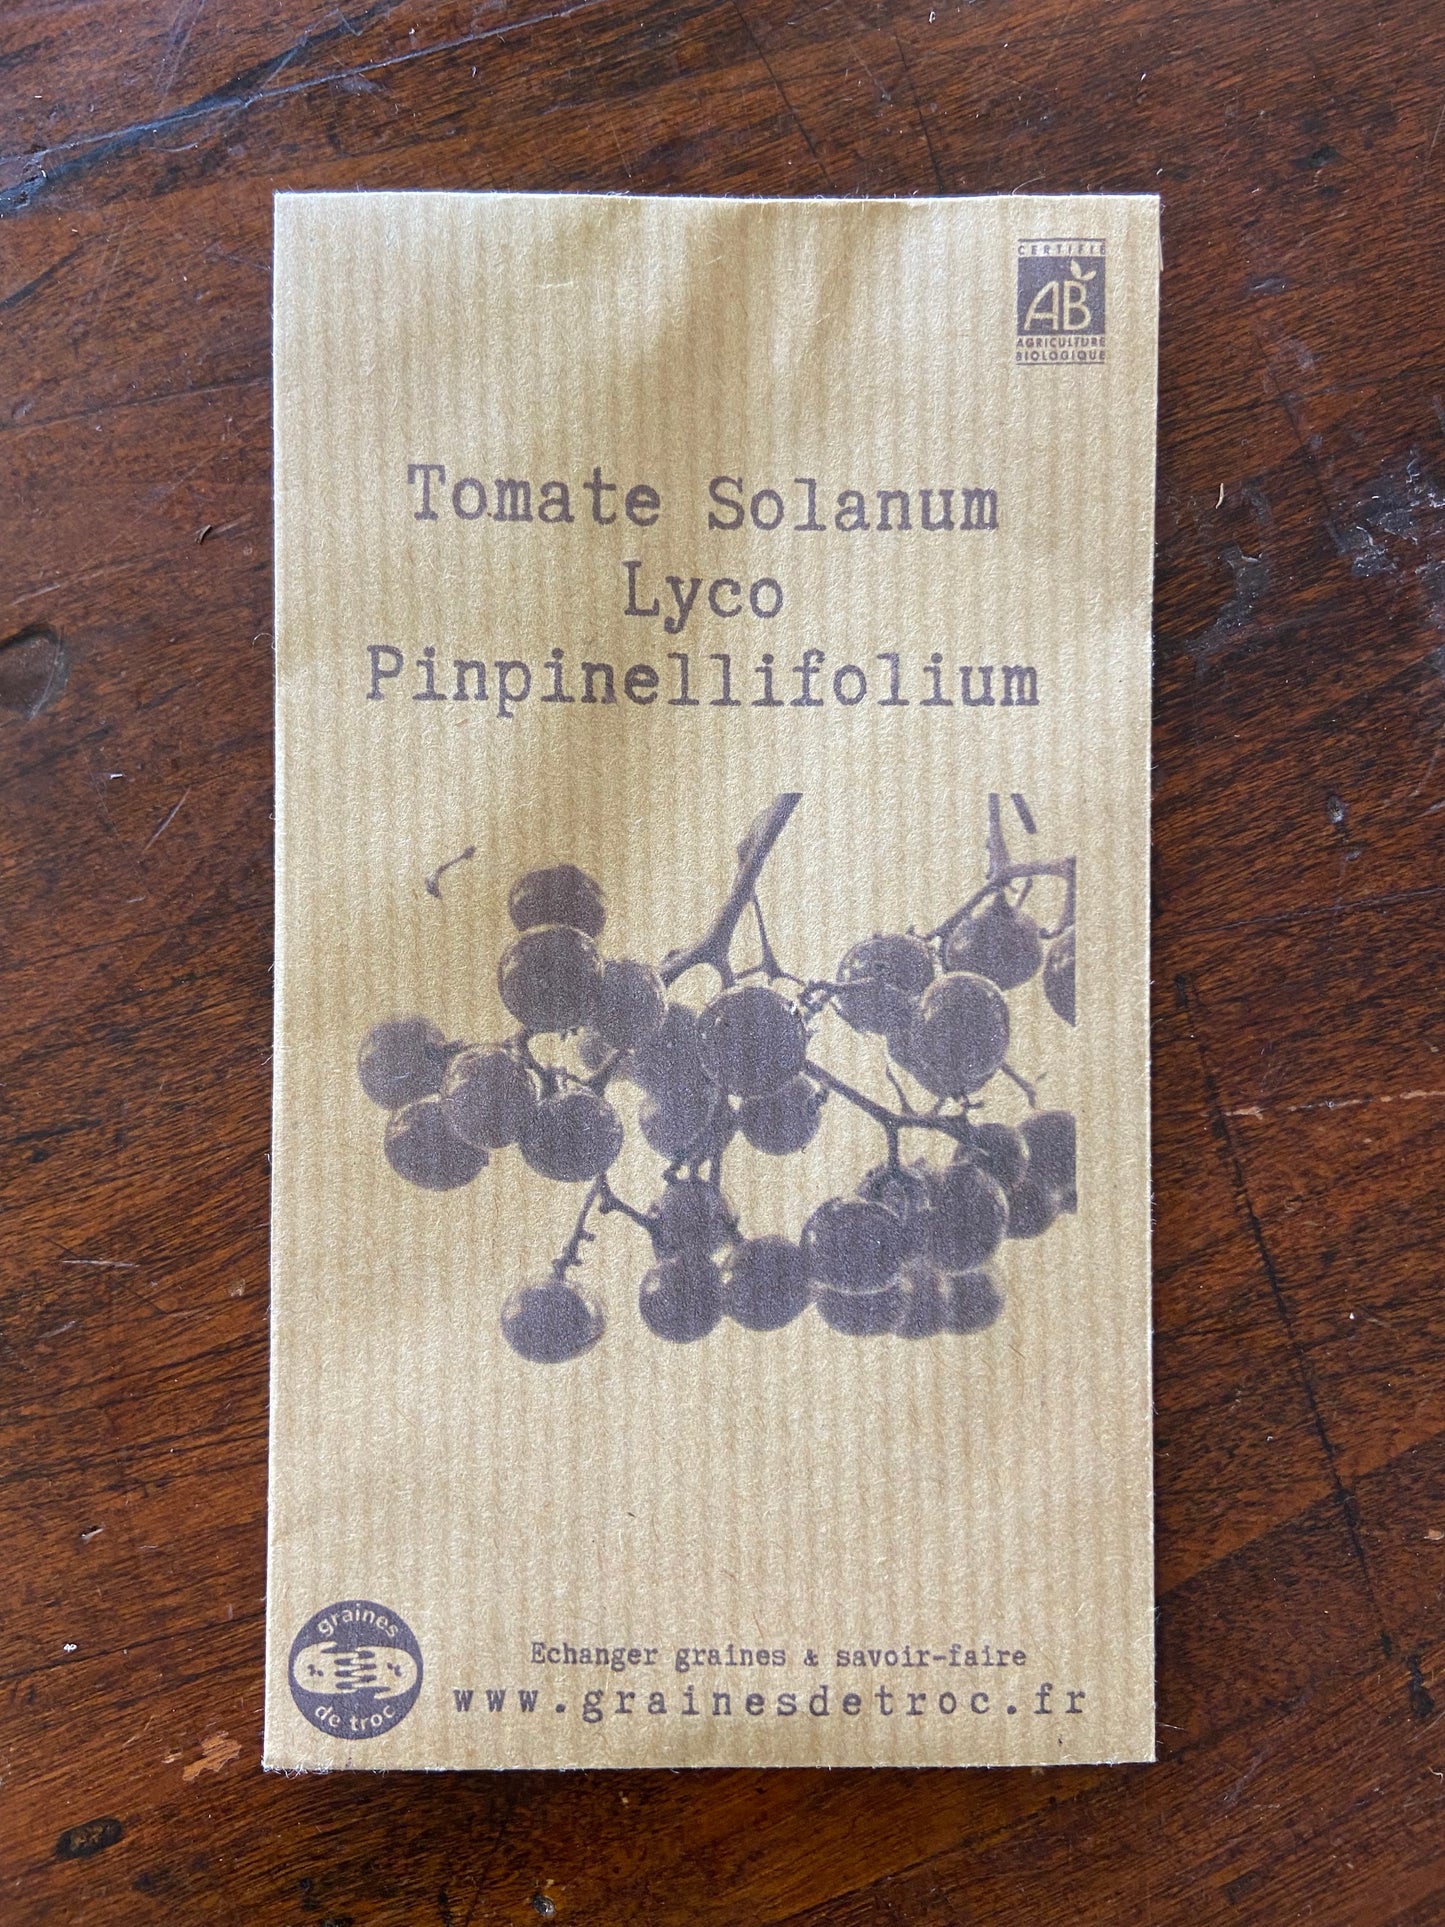 CERTIFIÉ
AB
AGRICULTURE
BIOLOGIQUE
Tomate Solanum
Lyco
Pinpinellifolium
graines
de troc
Echanger graines & savoir-faire
www.grainesdetroc.fr